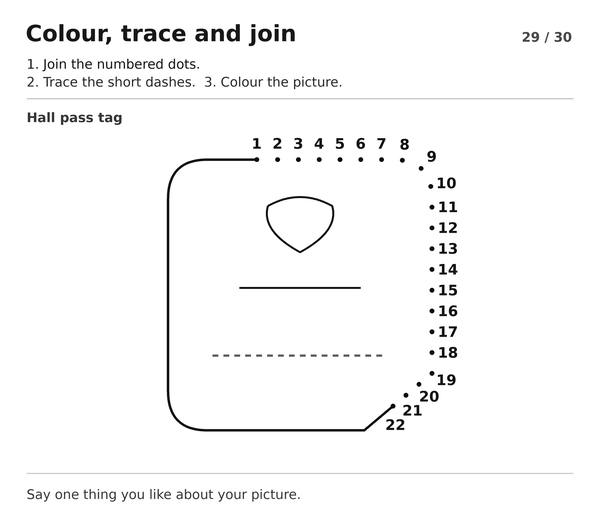 Colour, trace and join
29 / 30
1. Join the numbered dots.
2. Trace the short dashes.  3. Colour the picture.
Hall pass tag
1 2 3 4 5 6 7 8
9
10
11
12
13
14
15
16
17
18
19
20
21
22
Say one thing you like about your picture.